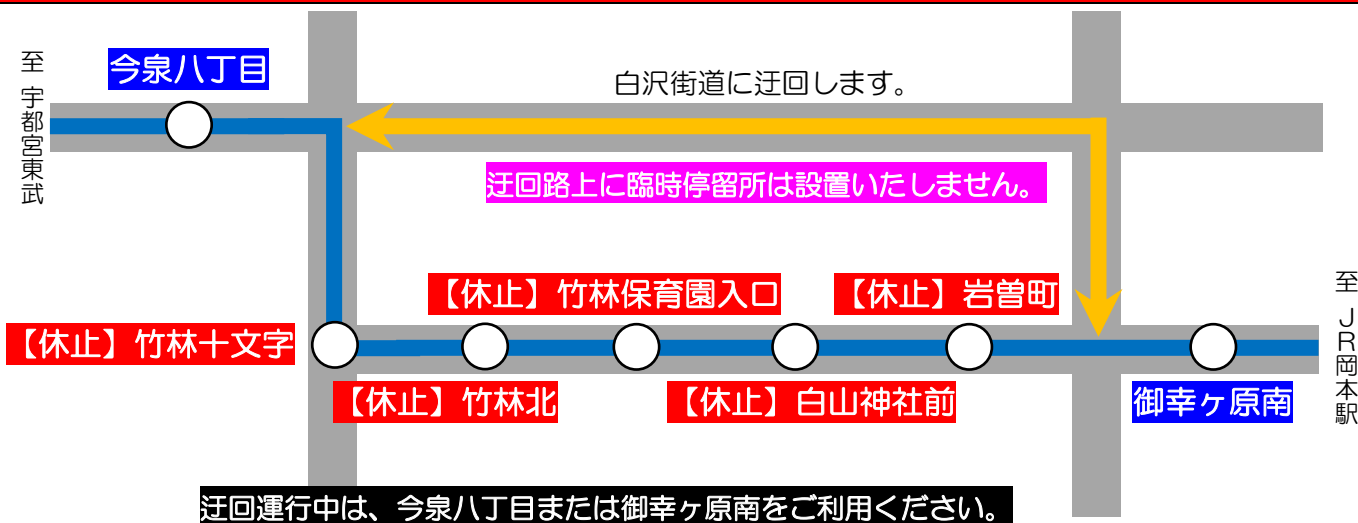 至 宇都宮東武
今泉八丁目
白沢街道に迂回します。
迂回路上に臨時停留所は設置いたしません。
【休止】竹林保育園入口
【休止】岩曽町
至 JR岡本駅
【休止】竹林十文字
【休止】竹林北
【休止】白山神社前
御幸ヶ原南
迂回運行中は、今泉八丁目または御幸ヶ原南をご利用ください。